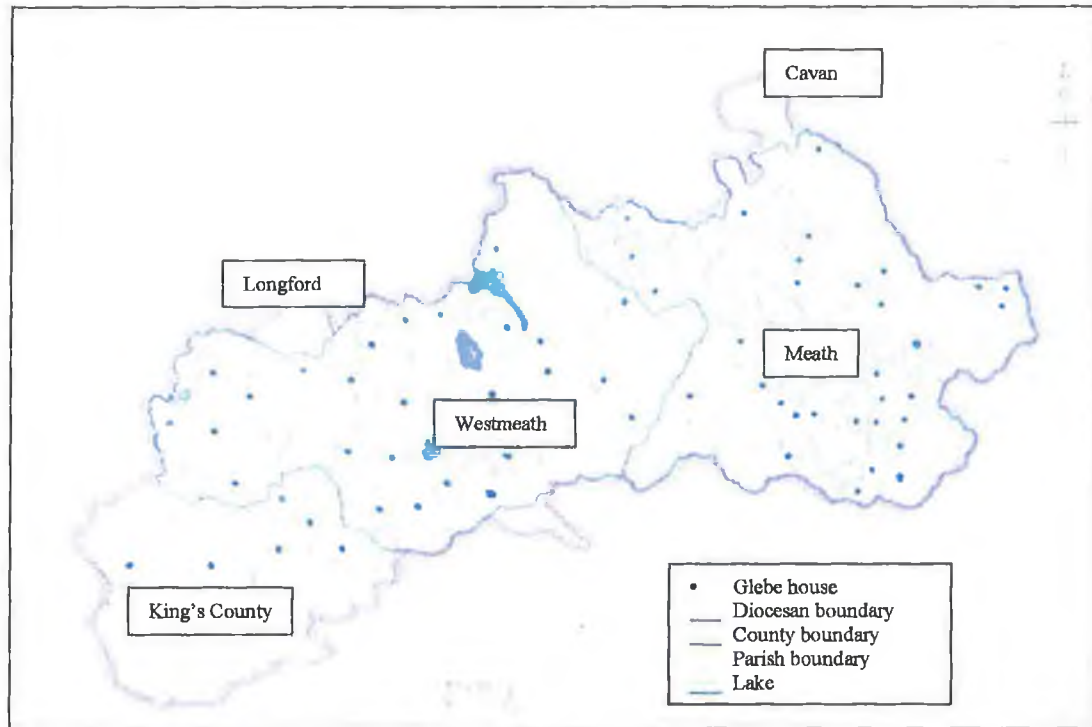 Cavan
Longford
Meath
Westmeath
King's County
Glebe house
Diocesan boundary
County boundary
Parish boundary
Lake